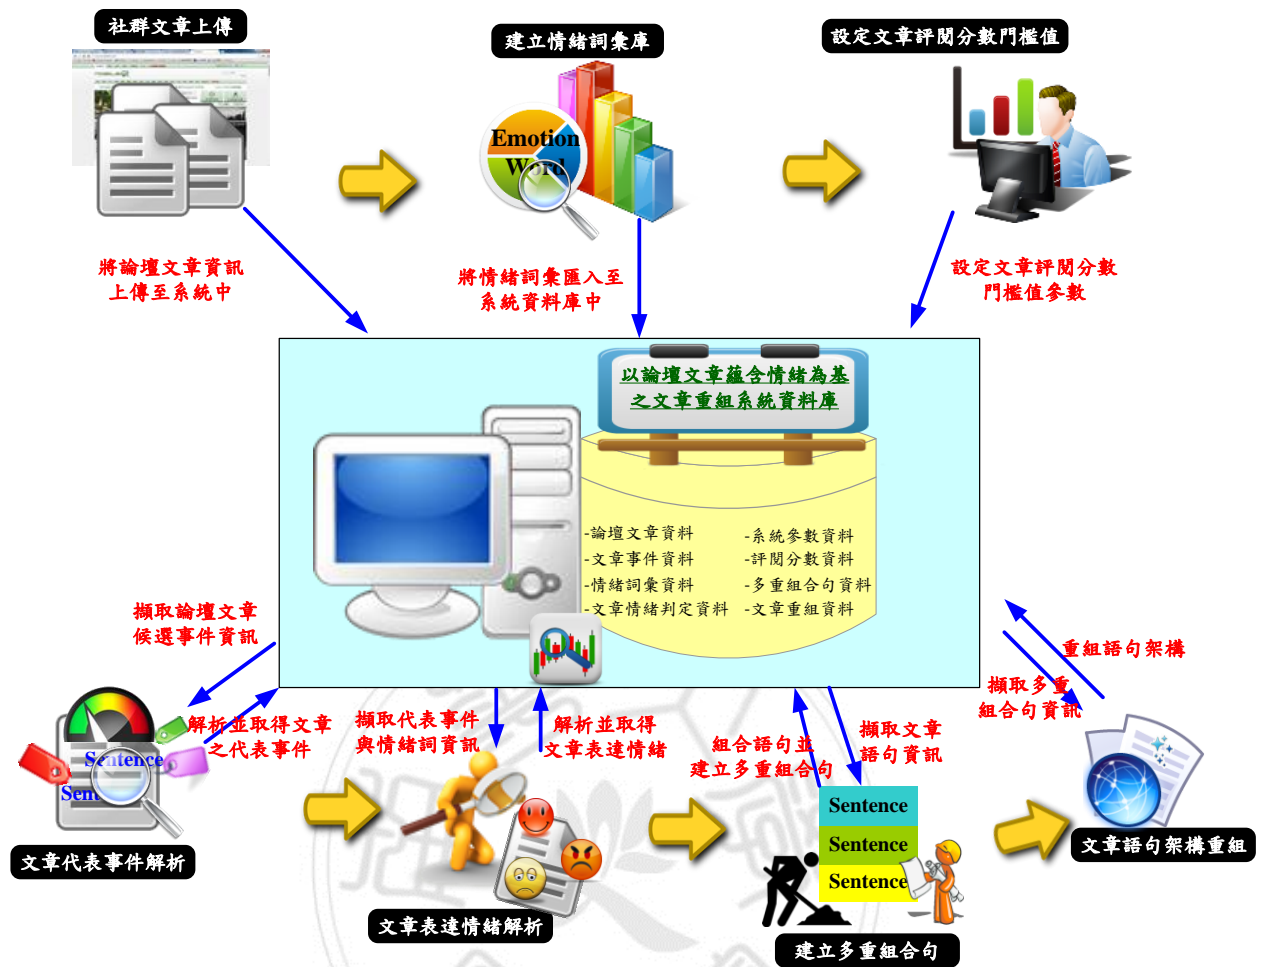 社群文章上傳
建立情緒詞彙庫
設定文章評閱分數門檻值
Emotion
Word
將論壇文章資訊
上傳至系統中
將情緒詞彙匯入至
系統資料庫中
設定文章評閱分數
門檻值參數
以論壇文章蘊含情緒為基
之文章重組系統資料庫
-論壇文章資料
-文章事件資料
-情緒詞彙資料
-文章情緒判定資料
-系統參數資料
-評閱分數資料
-多重組合句資料
-文章重組資料
擷取論壇文章
候選事件資訊
解析並取得文章
之代表事件
擷取代表事件
與情緒詞資訊
解析並取得
文章表達情緒
組合語句並
建立多重組合句
擷取文章
語句資訊
擷取多重
組合句資訊
重組語句架構
Sentence
Sent
文章代表事件解析
文章表達情緒解析
Sentence
Sentence
Sentence
建立多重組合句
文章語句架構重組